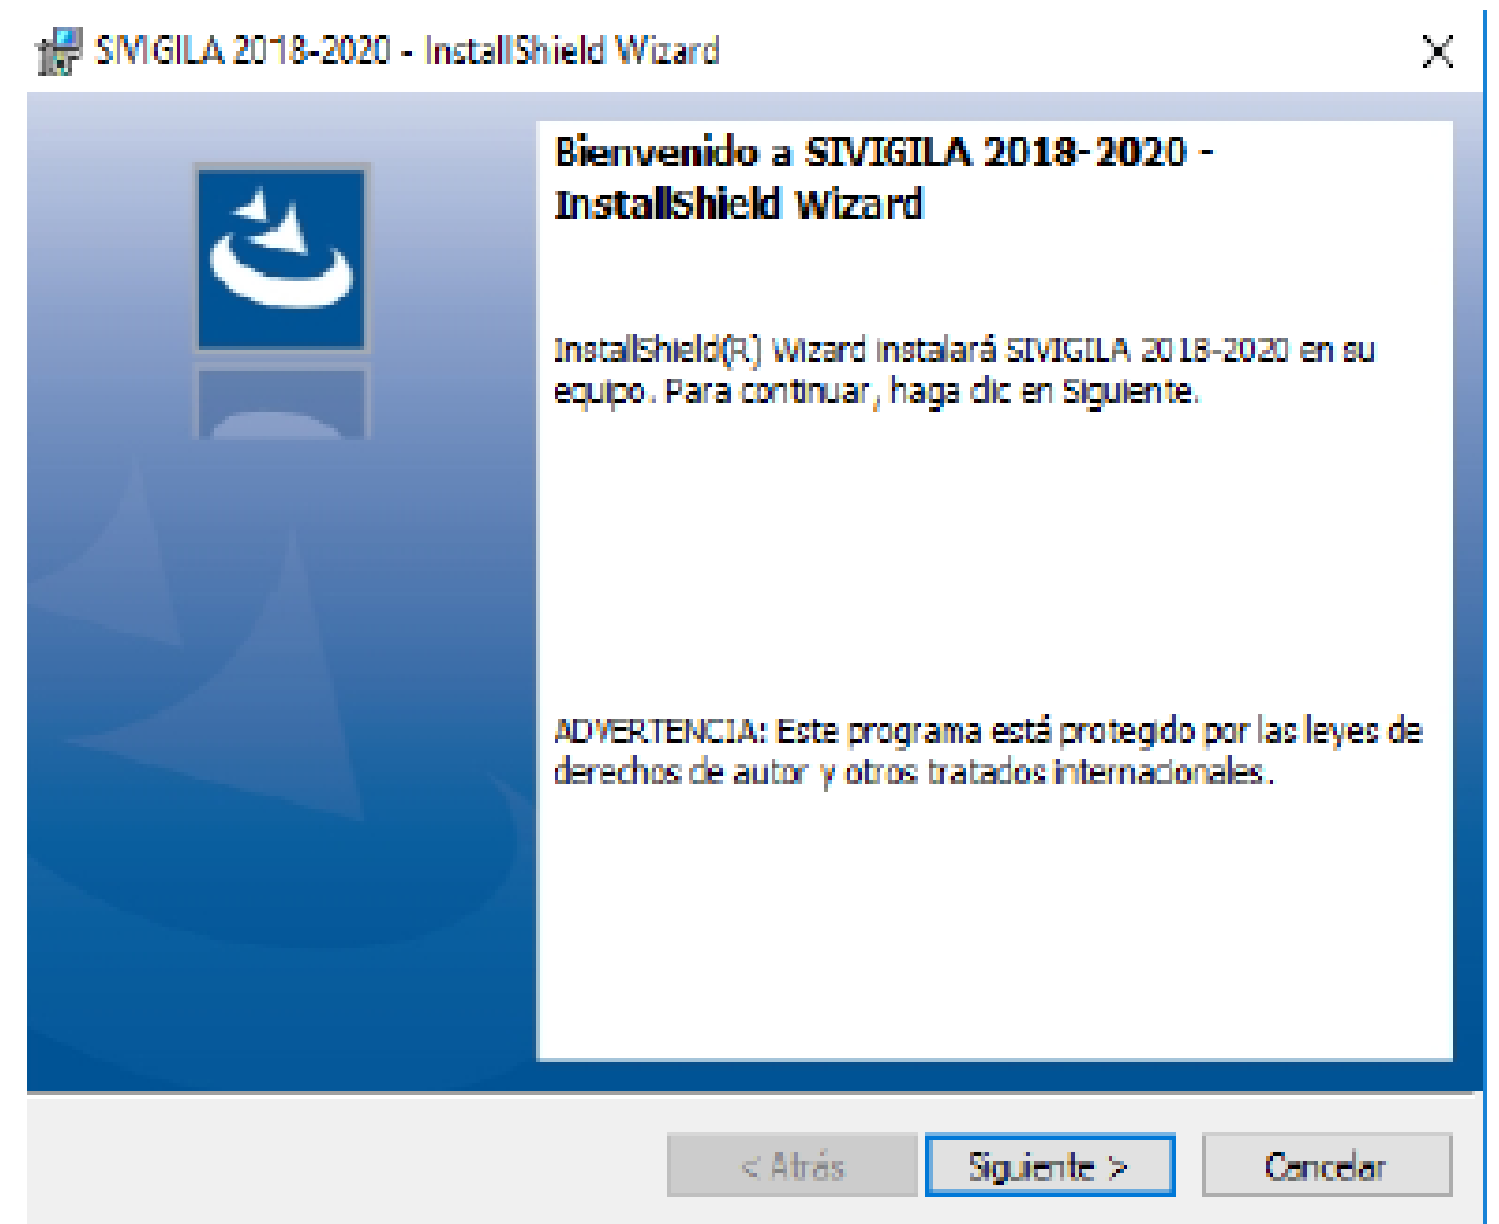 SIVIGILA 2018-2020 - InstallShield Wizard
Bienvenido a SIVIGILA 2018-2020 -
InstallShield Wizard
InstallShield(R) Wizard instalará SIVIGILA 2018-2020 en su
equipo. Para continuar, haga clic en Siguiente.
ADVERTENCIA: Este programa está protegido por las leyes de
derechos de autor y otros tratados internacionales.
< Atrás
Siguiente >
Cancelar